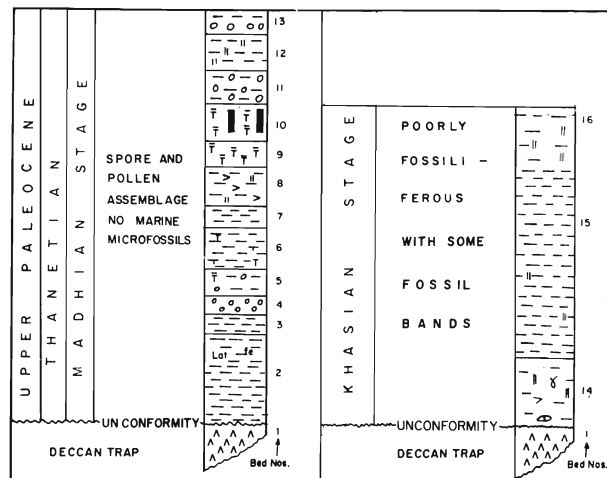 UPPER PALEOCENE
THANETIAN
MADHIAN STAGE
SPORE AND
POLLEN
ASSEMBLAGE
NO MARINE
MICROFOSSILS
13
12
11
10
9
8
7
6
5
4
3
Lat fe
2
UNCONFORMITY
1
DECCAN TRAP
Bed Nos.
KHASIAN STAGE
POORLY
FOSSILI -
FEROUS
WITH SOME
FOSSIL
BANDS
16
15
14
UNCONFORMITY
1
DECCAN TRAP
Bed Nos.